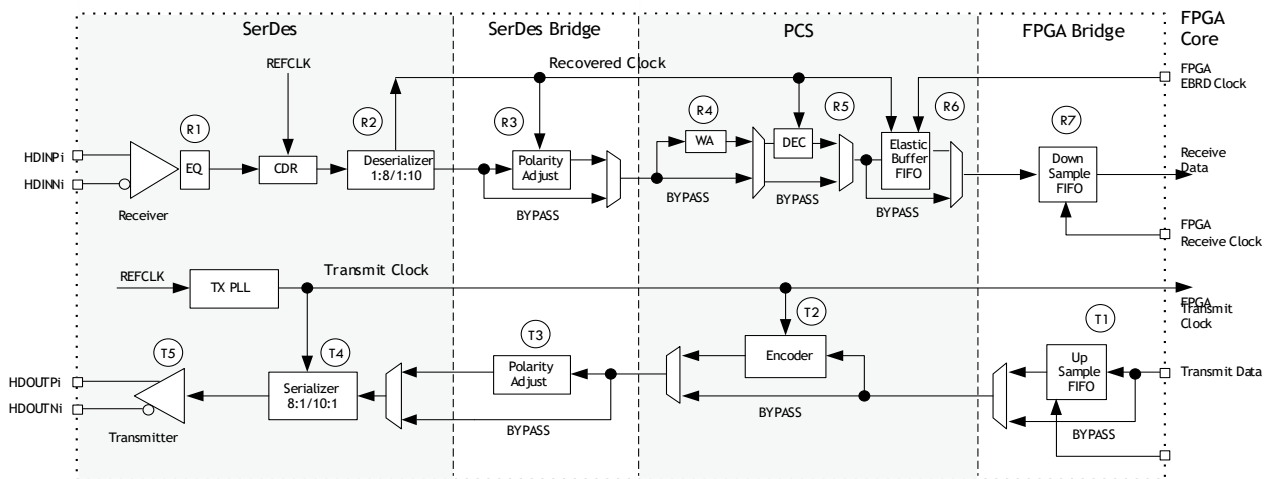 SerDes
SerDes Bridge
PCS
FPGA Bridge
FPGA
Core
REFCLK
Recovered Clock
FPGA
EBRD Clock
R1
R2
R3
R4
R5
R6
R7
HDINPi
HDINNi
EQ
CDR
Deserializer
1:8/1:10
Polarity
Adjust
WA
DEC
Elastic
Buffer
FIFO
Down
Sample
FIFO
Receive
Data
Receiver
BYPASS
BYPASS
BYPASS
BYPASS
FPGA
Receive Clock
REFCLK
TX PLL
Transmit Clock
FPGA
Transmit
Clock
T5
T4
T3
T2
T1
HDOUTPi
HDOUTNi
Serializer
8:1/10:1
Polarity
Adjust
Encoder
Up
Sample
FIFO
Transmit Data
Transmitter
BYPASS
BYPASS
BYPASS